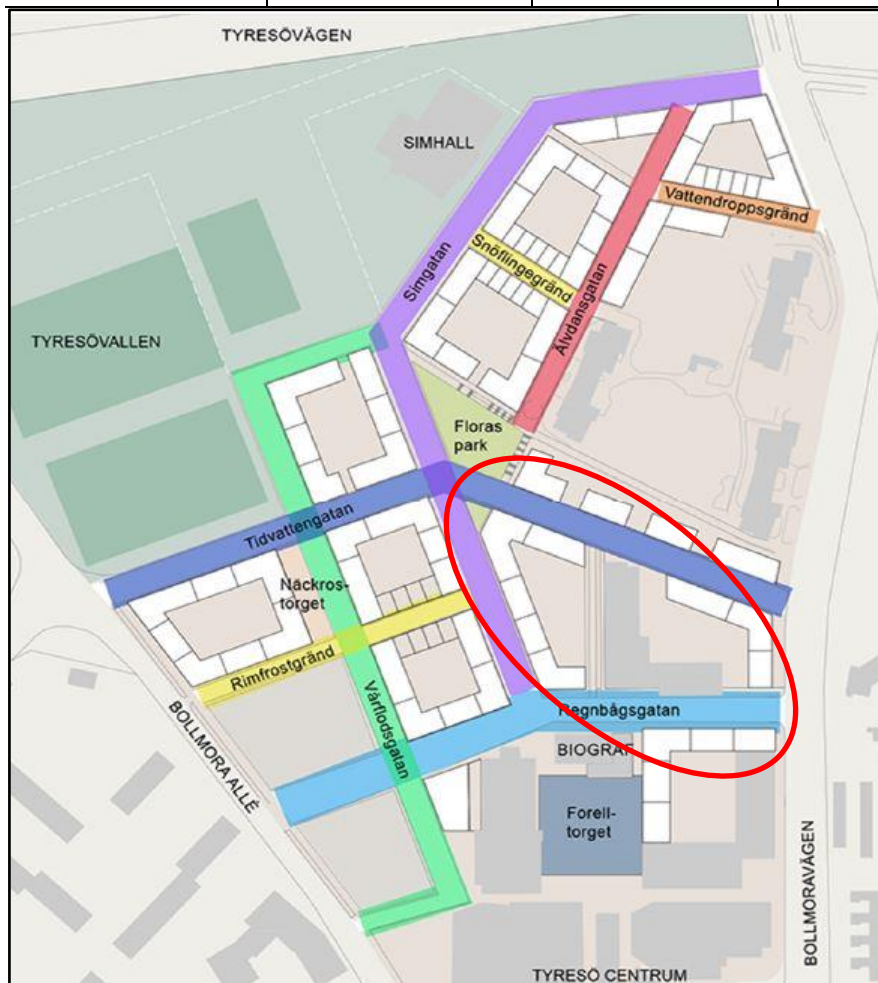 TYRESÖVÄGEN
SIMHALL
Vattendroppsgränd
Simgatan
Snöflingegränd
Älvdansgatan
TYRESÖVALLEN
Floras
park
Tidvattengatan
Näckros-
torget
Rimfrostgränd
Vårflodsgatan
Regnbågsgatan
BOLLMORA ALLÉ
BIOGRAF
Forell-
torget
BOLLMORAVÄGEN
TYRESÖ CENTRUM